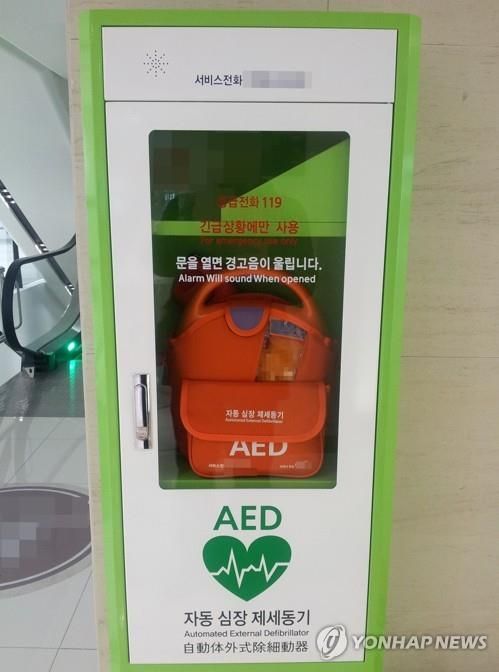 서비스전화
응급전화 119
긴급상황에만 사용
For emergency use only
문을 열면 경고음이 울립니다.
Alarm Will sound When opened
자동 심장 제세동기
Automated External Defibrillator
AED
AED
자동 심장 제세동기
Automated External Defibrillator
自動体外式除細動器
YONHAP NEWS